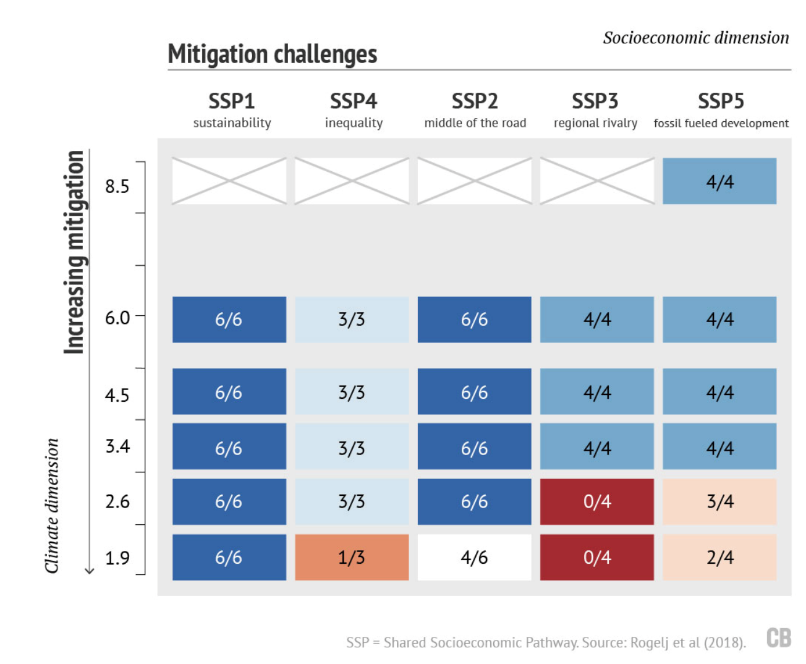 Socioeconomic dimension
Mitigation challenges
SSP1 SSP4 SSP2 SSP3 SSP5
sustainability inequality middle of the road regional rivalry fossil fueled development
Increasing mitigation
Climate dimension
8.5 4/4
6.0 6/6 3/3 6/6 4/4 4/4
4.5 6/6 3/3 6/6 4/4 4/4
3.4 6/6 3/3 6/6 4/4 4/4
2.6 6/6 3/3 6/6 0/4 3/4
1.9 6/6 1/3 4/6 0/4 2/4
SSP = Shared Socioeconomic Pathway. Source: Rogelj et al (2018). CB